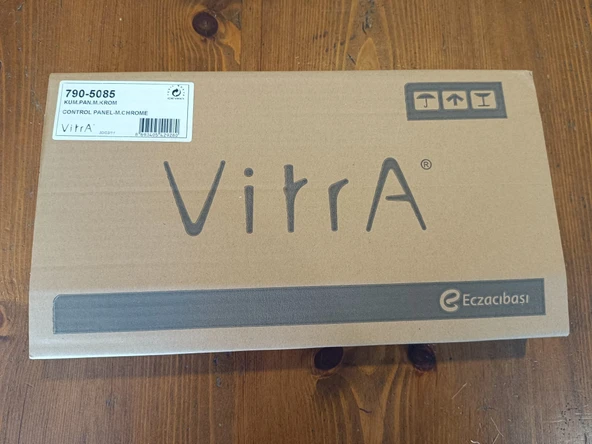 790-5085
KUM.PAN.M.KROM
CONTROL PANEL-M.CHROME
VitrA
VitrA®
Eczacıbaşı